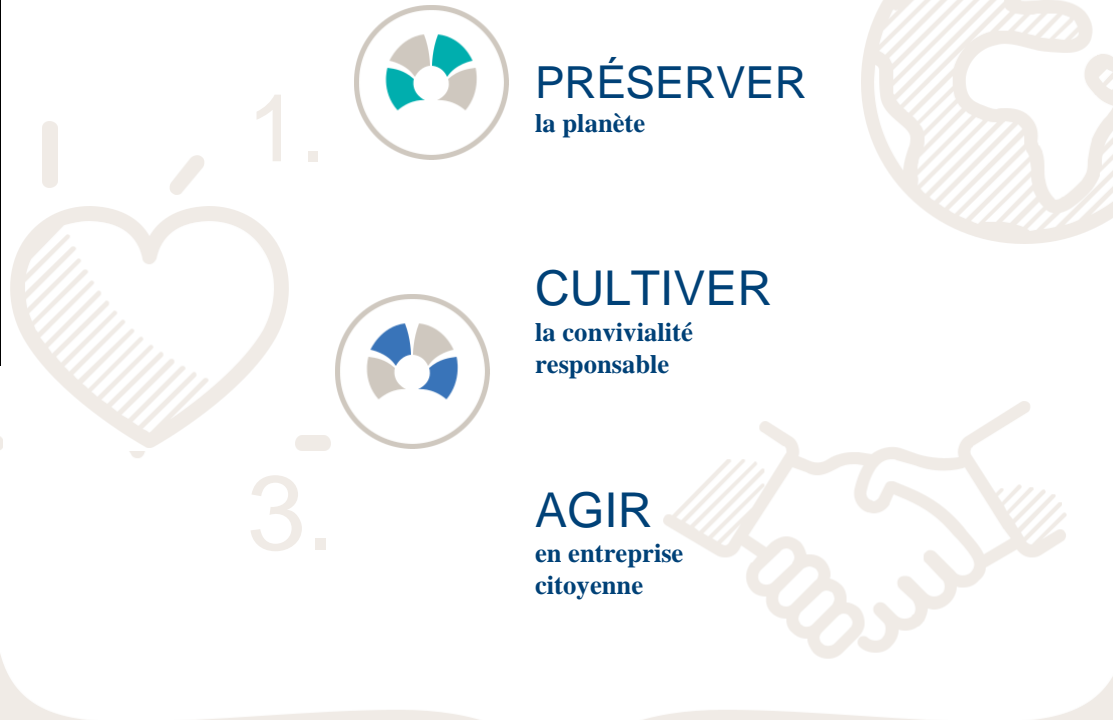 1.
PRÉSERVER
la planète
CULTIVER
la convivialité
responsable
3.
AGIR
en entreprise
citoyenne